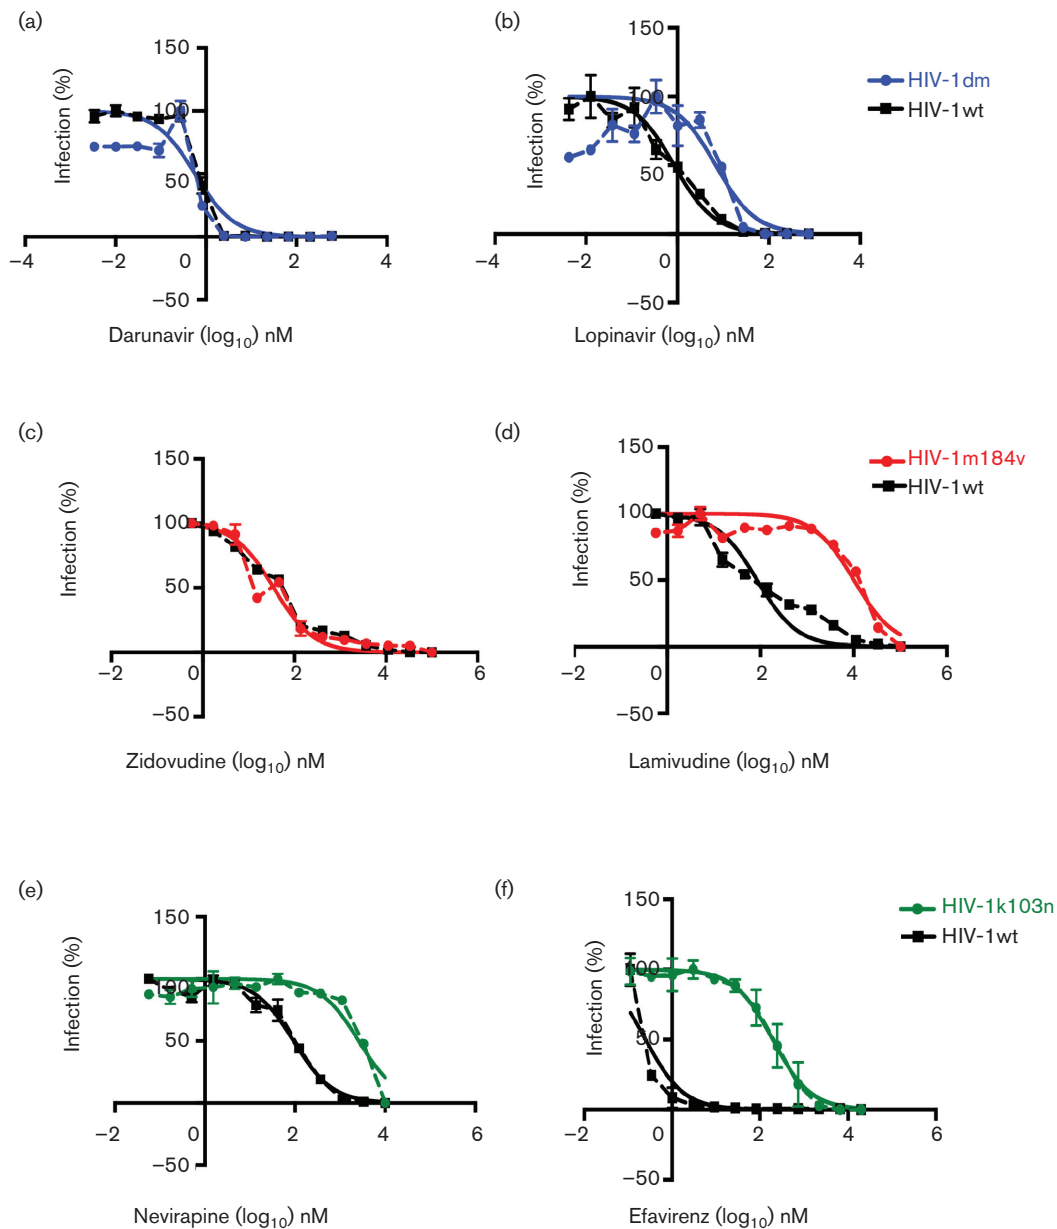 (a)
150
100
50
−50
−4
−2
0
2
4
Infection (%)
Darunavir (log10) nM
(b)
150
100
50
−50
−4
−2
0
2
4
Infection (%)
Lopinavir (log10) nM
HIV-1dm
HIV-1wt
(c)
150
100
50
−50
−2
0
2
4
6
Infection (%)
Zidovudine (log10) nM
(d)
150
100
50
−50
−2
0
2
4
6
Infection (%)
Lamivudine (log10) nM
HIV-1m184v
HIV-1wt
(e)
150
100
50
−50
−2
0
2
4
6
Infection (%)
Nevirapine (log10) nM
(f)
150
100
50
−50
−2
0
2
4
6
Infection (%)
Efavirenz (log10) nM
HIV-1k103n
HIV-1wt